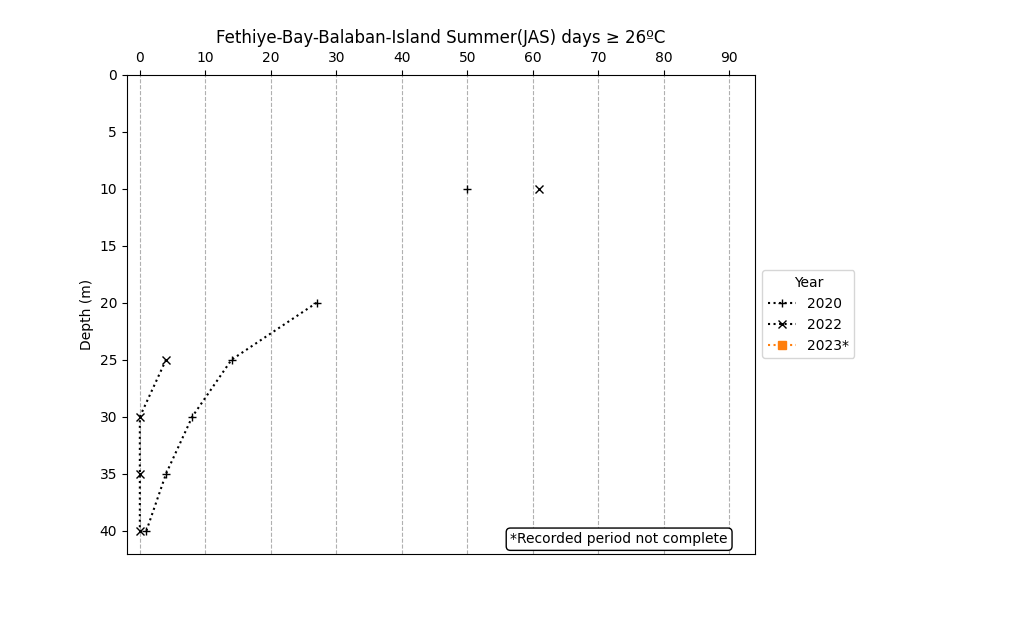 Fethiye-Bay-Balaban-Island Summer(JAS) days ≥ 26ºC
0 10 20 30 40 50 60 70 80 90
0
5
10
15
20
25
30
35
40
Depth (m)
Year
2020
2022
2023*
*Recorded period not complete